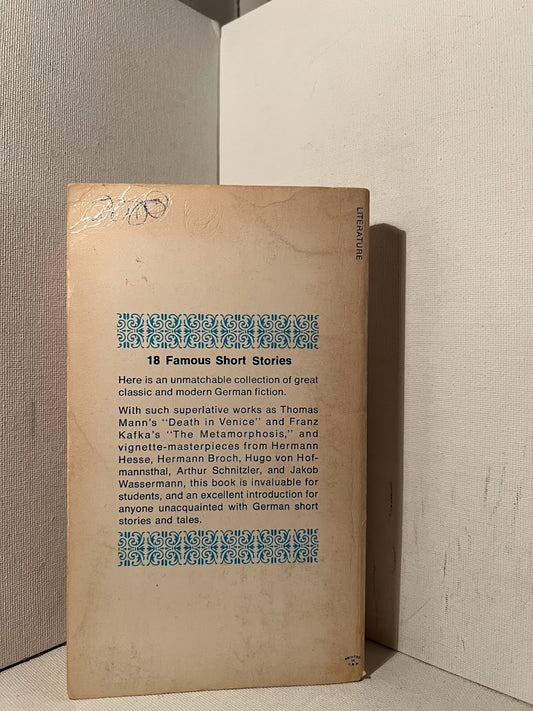 LITERATURE
18 Famous Short Stories
Here is an unmatchable collection of great
classic and modern German fiction.
With such superlative works as Thomas
Mann's "Death in Venice" and Franz
Kafka's "The Metamorphosis," and
vignette-masterpieces from Hermann
Hesse, Hermann Broch, Hugo von Hof-
mannsthal, Arthur Schnitzler, and Jakob
Wassermann, this book is invaluable for
students, and an excellent introduction for
anyone unacquainted with German short
stories and tales.
PRINTED
IN